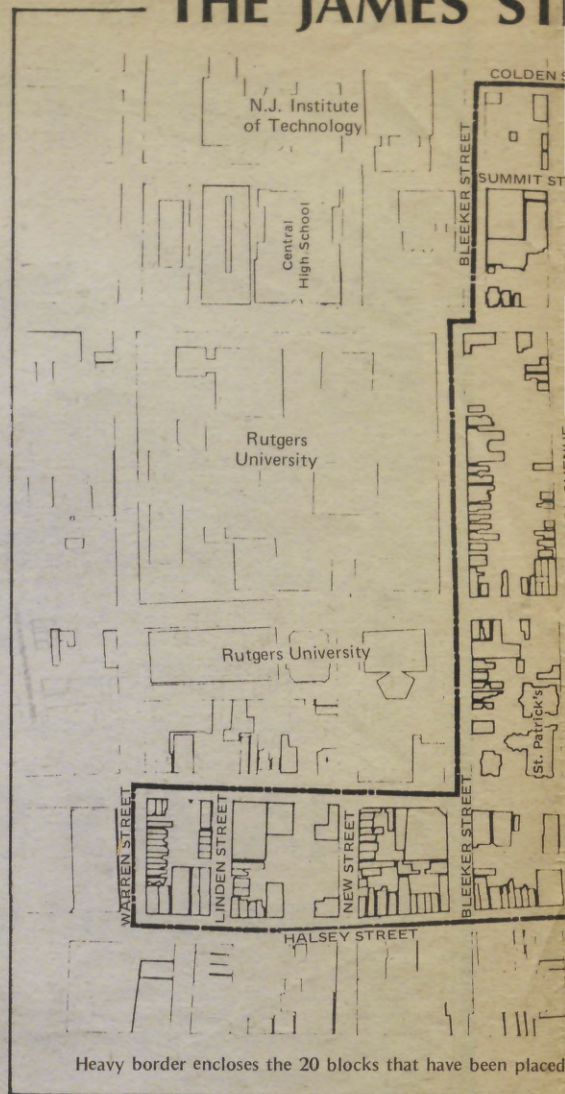 THE JAMES ST
COLDEN S
N.J. Institute
of Technology
BLEEKER STREET
SUMMIT ST
Central
High School
Rutgers
University
AVENUE
Rutgers University
St. Patrick's
WARREN STREET
LINDEN STREET
NEW STREET
BLEEKER STREET
HALSEY STREET
Heavy border encloses the 20 blocks that have been placed